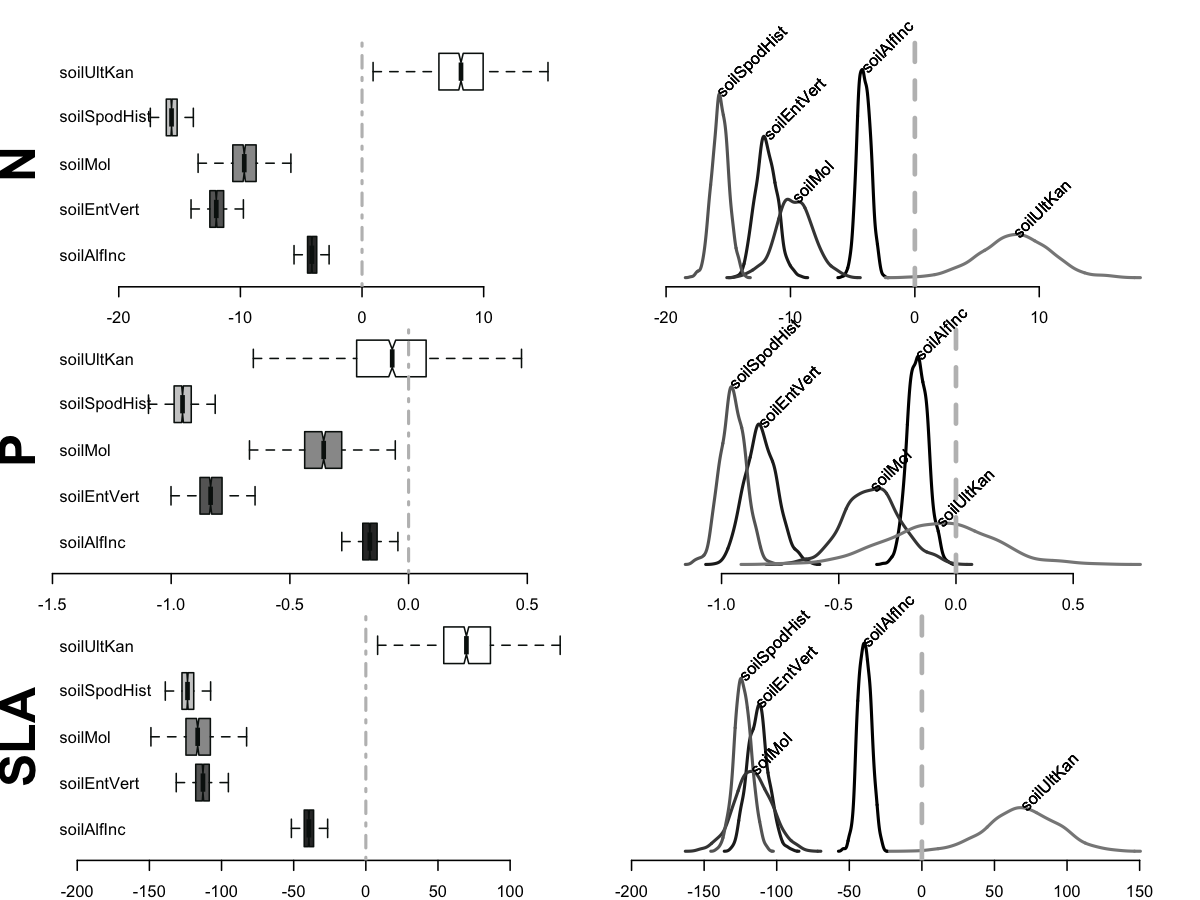 N
soilUltKan
soilSpodHist
soilMol
soilEntVert
soilAlfInc
-20 -10 0 10
soilSpodHist
soilEntVert
soilMol
soilAlfInc
soilUltKan
-20 -10 0 10
P
soilUltKan
soilSpodHist
soilMol
soilEntVert
soilAlfInc
-1.5 -1.0 -0.5 0.0 0.5
soilSpodHist
soilEntVert
soilMol
soilAlfInc
soilUltKan
-1.0 -0.5 0.0 0.5
SLA
soilUltKan
soilSpodHist
soilMol
soilEntVert
soilAlfInc
-200 -150 -100 -50 0 50 100
soilSpodHist
soilEntVert
soilMol
soilAlfInc
soilUltKan
-200 -150 -100 -50 0 50 100 150